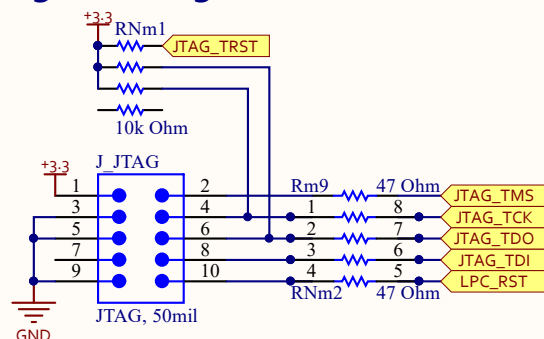 +3.3
RNm1
JTAG_TRST
10k Ohm
J_JTAG
+3.3
1 2 Rm9 47 Ohm JTAG_TMS
3 4 1 8 JTAG_TCK
5 6 2 7 JTAG_TDO
7 8 3 6 JTAG_TDI
9 10 4 5 LPC_RST
RNm2 47 Ohm
JTAG, 50mil
GND